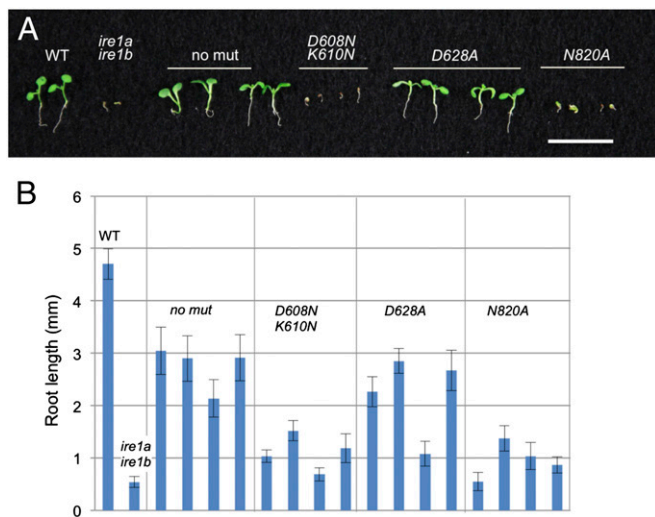 A
WT
ire1a
ire1b
no mut
D608N
K610N
D628A
N820A
B
Root length (mm)
6
5
4
3
2
1
0
WT
ire1a
ire1b
no mut
D608N
K610N
D628A
N820A